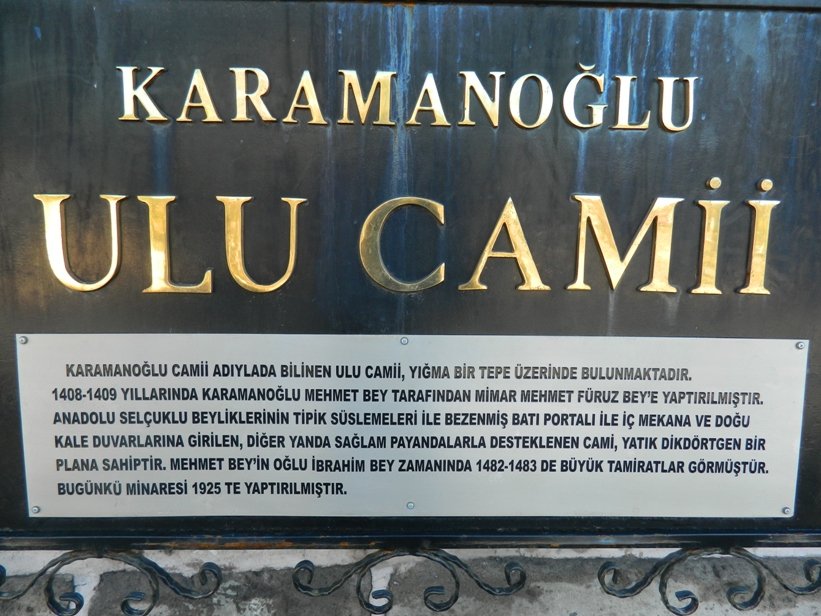 KARAMANOĞLU
ULU CAMİİ
KARAMANOĞLU CAMİİ ADIYLADA BİLİNEN ULU CAMİİ, YIĞMA BİR TEPE ÜZERİNDE BULUNMAKTADIR.
1408-1409 YILLARINDA KARAMANOĞLU MEHMET BEY TARAFINDAN MİMAR MEHMET FÜRUZ BEY'E YAPTIRILMIŞTIR.
ANADOLU SELÇUKLU BEYLİKLERİNİN TİPİK SÜSLEMELERİ İLE BEZENMİŞ BATI PORTALI İLE İÇ MEKANA VE DOĞU
KALE DUVARLARINA GİRİLEN, DİĞER YANDA SAĞLAM PAYANDALARLA DESTEKLENEN CAMİ, YATIK DİKDÖRTGEN BİR
PLANA SAHİPTİR. MEHMET BEY'İN OĞLU İBRAHİM BEY ZAMANINDA 1482-1483 DE BÜYÜK TAMİRATLAR GÖRMÜŞTÜR.
BUGÜNKÜ MİNARESİ 1925 TE YAPTIRILMIŞTIR.